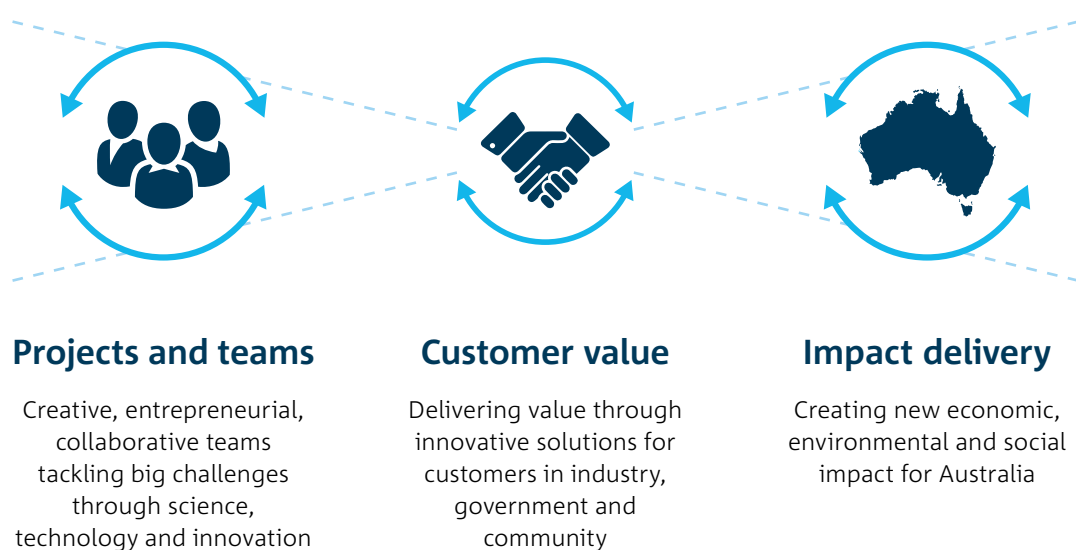 Projects and teams
Creative, entrepreneurial,
collaborative teams
tackling big challenges
through science,
technology and innovation
Customer value
Delivering value through
innovative solutions for
customers in industry,
government and
community
Impact delivery
Creating new economic,
environmental and social
impact for Australia